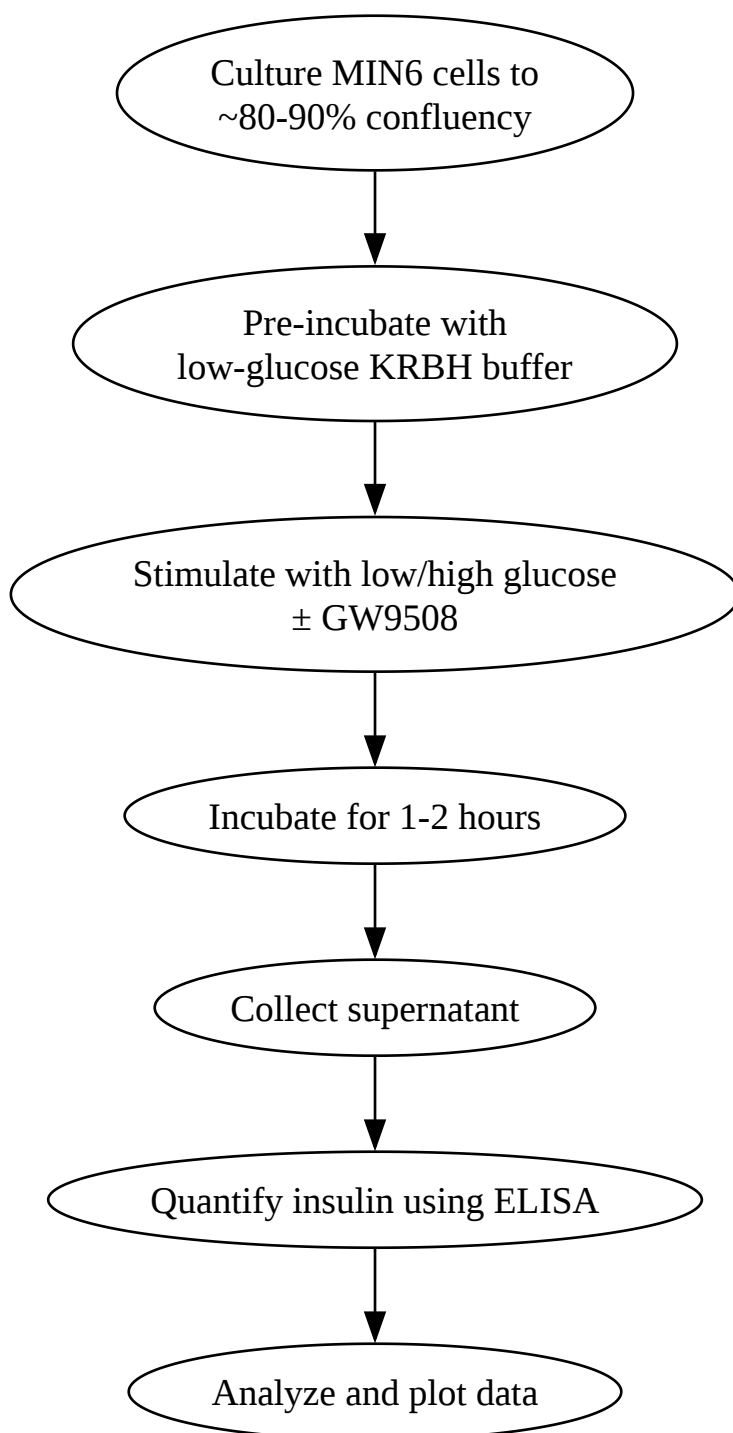 Culture MIN6 cells to
~80-90% confluency
Pre-incubate with
low-glucose KRBH buffer
Stimulate with low/high glucose
± GW9508
Incubate for 1-2 hours
Collect supernatant
Quantify insulin using ELISA
Analyze and plot data